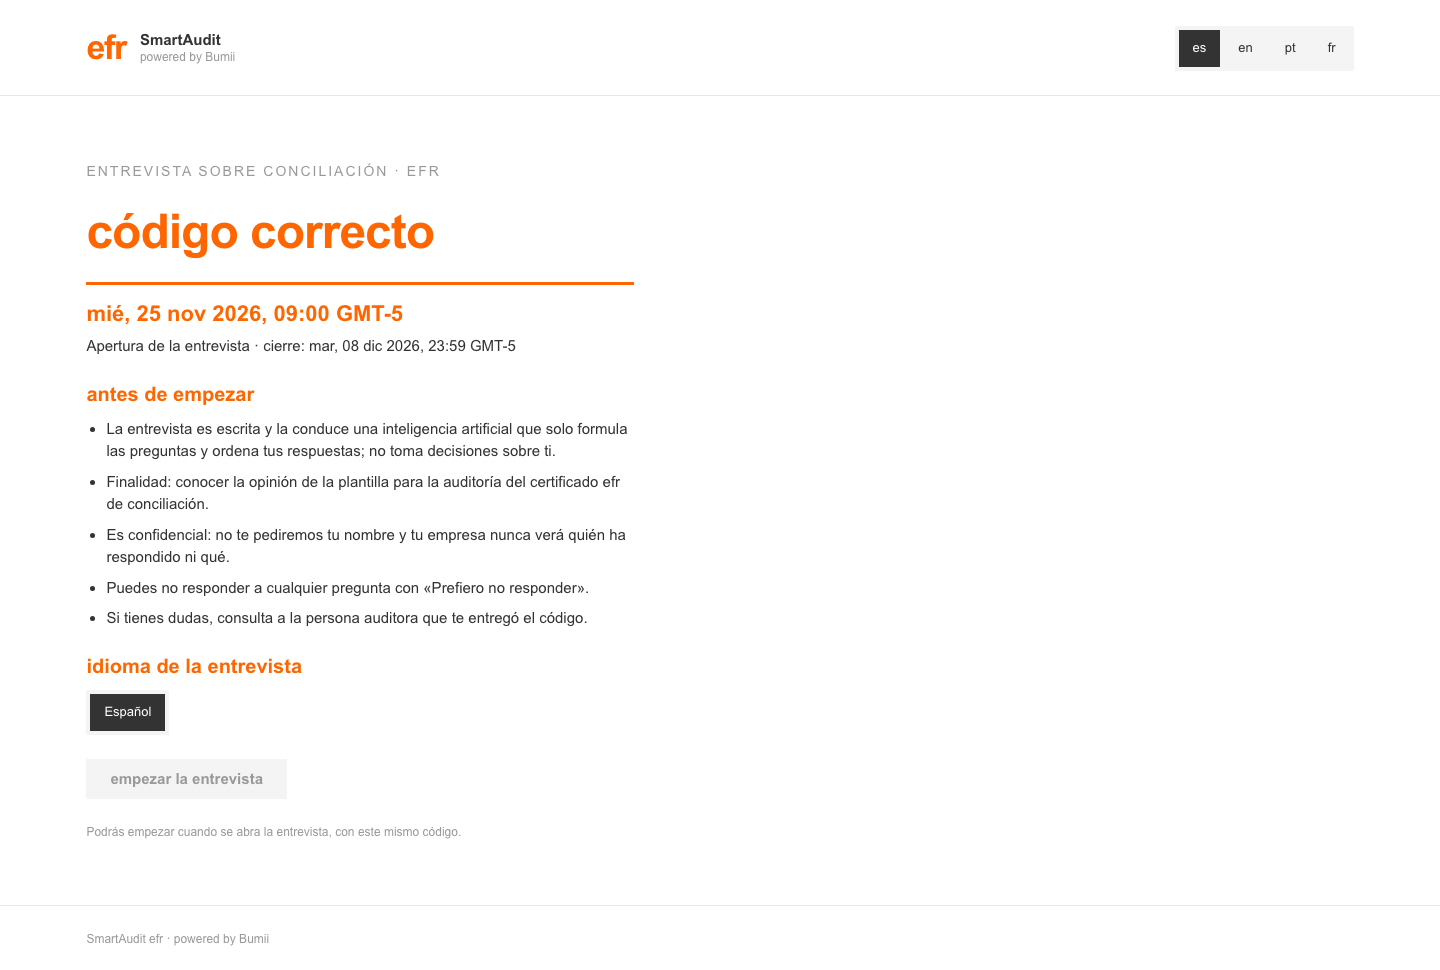 efr
SmartAudit
powered by Bumii
es en pt fr
ENTREVISTA SOBRE CONCILIACIÓN · EFR
código correcto
mié, 25 nov 2026, 09:00 GMT-5
Apertura de la entrevista · cierre: mar, 08 dic 2026, 23:59 GMT-5
antes de empezar
• La entrevista es escrita y la conduce una inteligencia artificial que solo formula
las preguntas y ordena tus respuestas; no toma decisiones sobre ti.
• Finalidad: conocer la opinión de la plantilla para la auditoría del certificado efr
de conciliación.
• Es confidencial: no te pediremos tu nombre y tu empresa nunca verá quién ha
respondido ni qué.
• Puedes no responder a cualquier pregunta con «Prefiero no responder».
• Si tienes dudas, consulta a la persona auditora que te entregó el código.
idioma de la entrevista
Español
empezar la entrevista
Podrás empezar cuando se abra la entrevista, con este mismo código.
SmartAudit efr · powered by Bumii